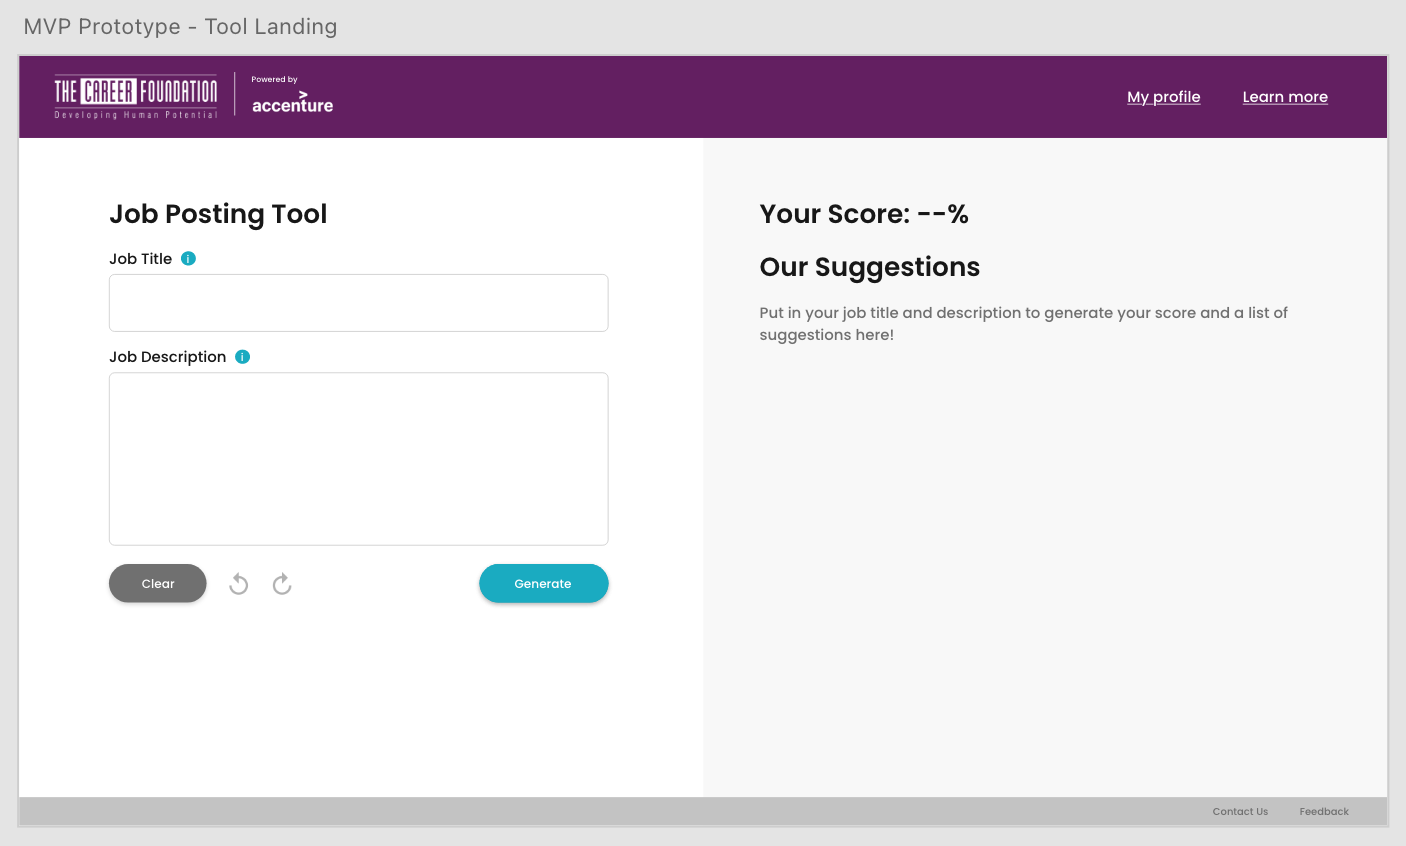 MVP Prototype - Tool Landing
THE CAREER FOUNDATION
Developing Human Potential
Powered by
accenture
My profile
Learn more
Job Posting Tool
Job Title
Job Description
Clear
Generate
Your Score: --%
Our Suggestions
Put in your job title and description to generate your score and a list of
suggestions here!
Contact Us
Feedback